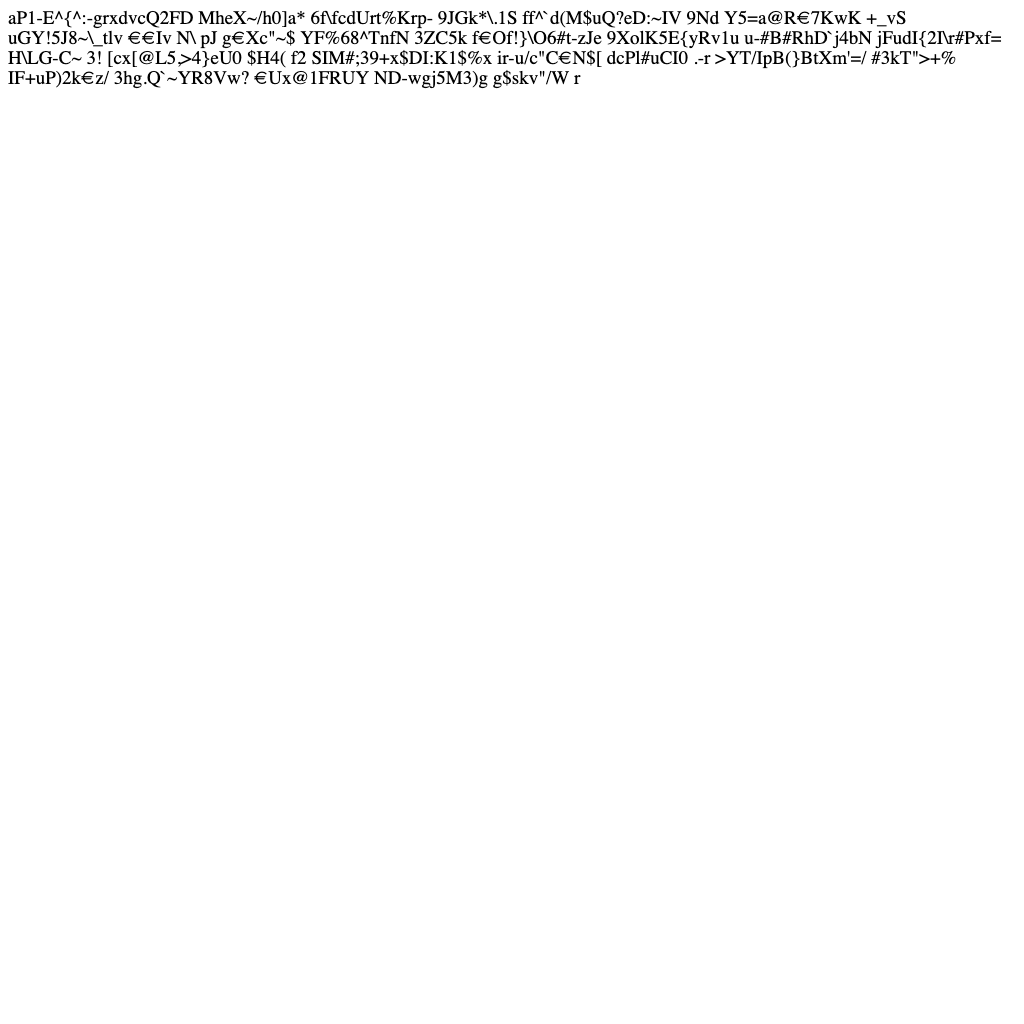 aP1-E^{^:-grxdvcQ2FD MheX~/h0]a* 6f\fcdUrt%Krp- 9JGk*\.1S ff^`d(M$uQ?eD:~IV 9Nd Y5=a@R€7KwK +_vS
uGY!5J8~\_tlv €€Iv N\ pJ g€Xc"~$ YF%68^TnfN 3ZC5k f€Of!}\O6#t-zJe 9XolK5E{yRv1u u-#B#RhD`j4bN jFudI{2I\r#Pxf=
H\LG-C~ 3! [cx[@L5,>4}eU0 $H4( f2 SIM#;39+x$DI:K1$%x ir-u/c"C€N$[ dcPl#uCI0 .-r >YT/IpB(}BtXm'=/ #3kT">+%
IF+uP)2k€z/ 3hg.Q`~YR8Vw? €Ux@1FRUY ND-wgj5M3)g g$skv"/W r